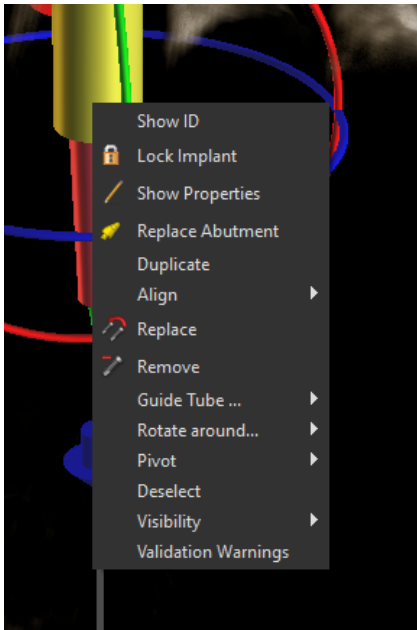 Show ID
Lock Implant
Show Properties
Replace Abutment
Duplicate
Align
Replace
Remove
Guide Tube ...
Rotate around...
Pivot
Deselect
Visibility
Validation Warnings